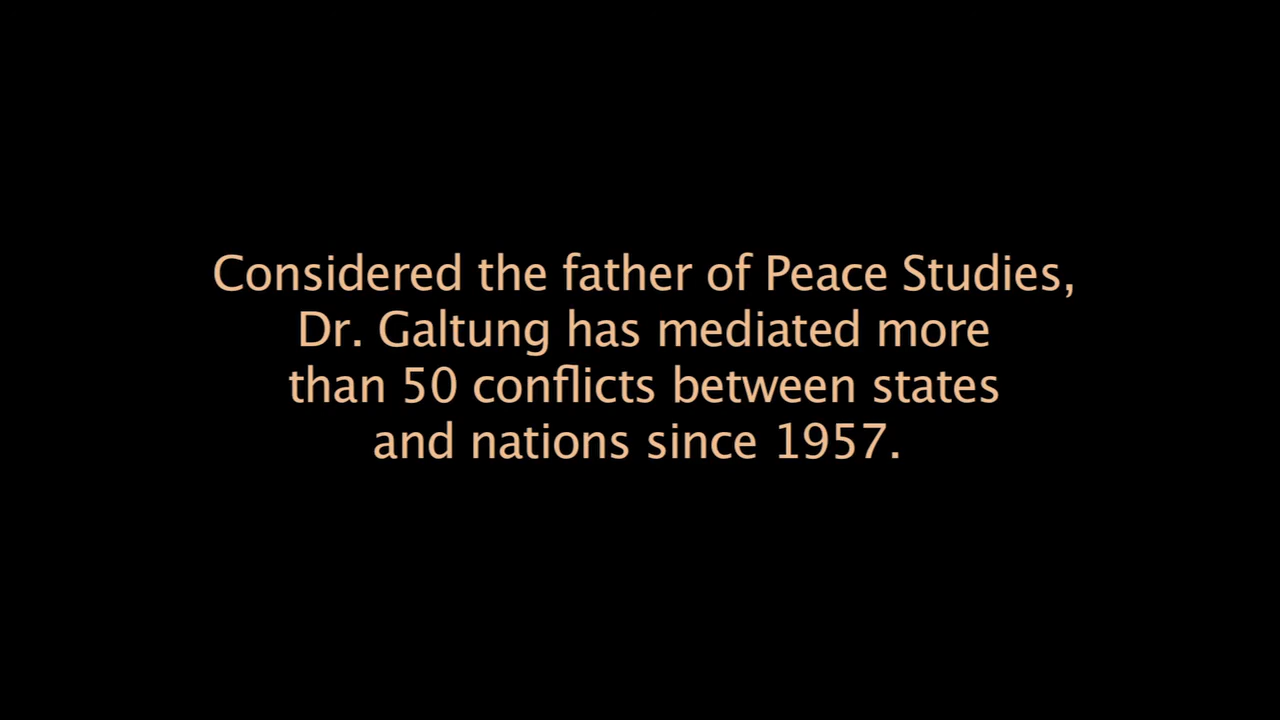 Considered the father of Peace Studies,
Dr. Galtung has mediated more
than 50 conflicts between states
and nations since 1957.